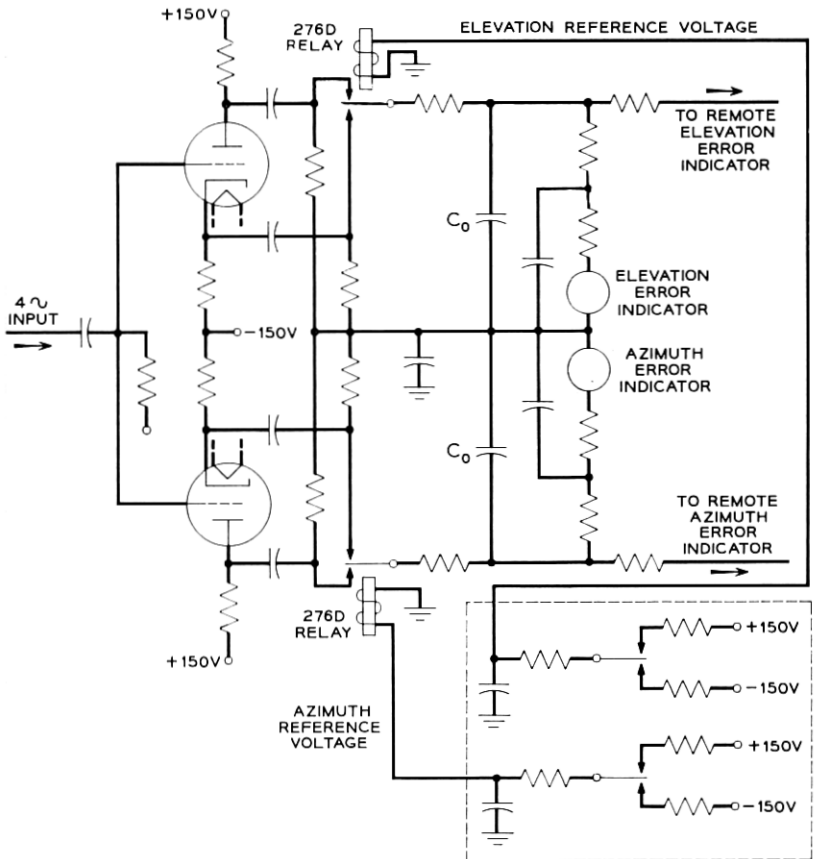 +150V
276D
RELAY
ELEVATION REFERENCE VOLTAGE
TO REMOTE
ELEVATION
ERROR
INDICATOR
C₀
ELEVATION
ERROR
INDICATOR
4∿
INPUT
-150V
AZIMUTH
ERROR
INDICATOR
C₀
TO REMOTE
AZIMUTH
ERROR
INDICATOR
276D
RELAY
+150V
+150V
-150V
AZIMUTH
REFERENCE
VOLTAGE
+150V
-150V